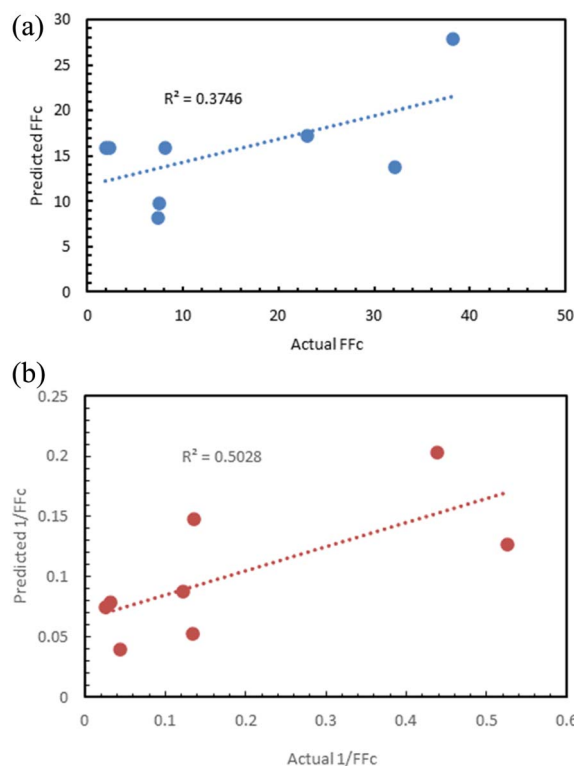 (a)
30
25
20
15
10
5
0
R² = 0.3746
Predicted FFc
0 10 20 30 40 50
Actual FFc
(b)
0.25
0.2
0.15
0.1
0.05
0
R² = 0.5028
Predicted 1/FFc
0 0.1 0.2 0.3 0.4 0.5 0.6
Actual 1/FFc